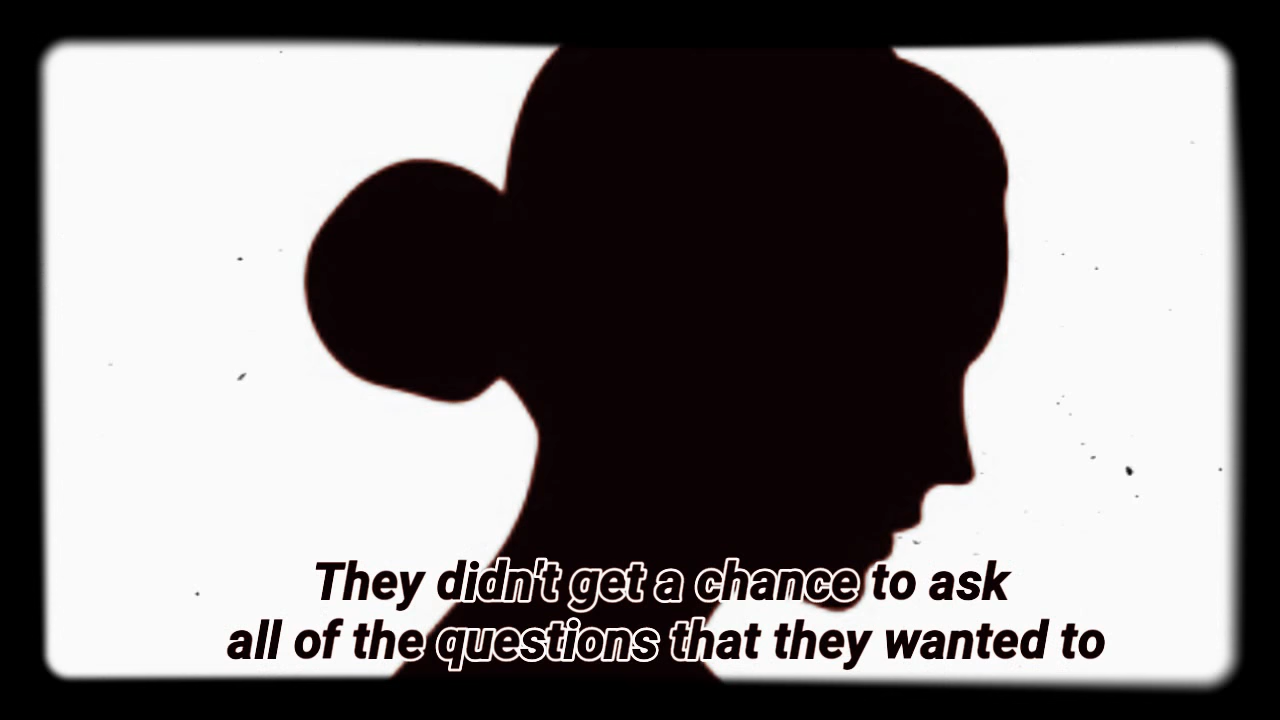 They didn't get a chance to ask
all of the questions that they wanted to